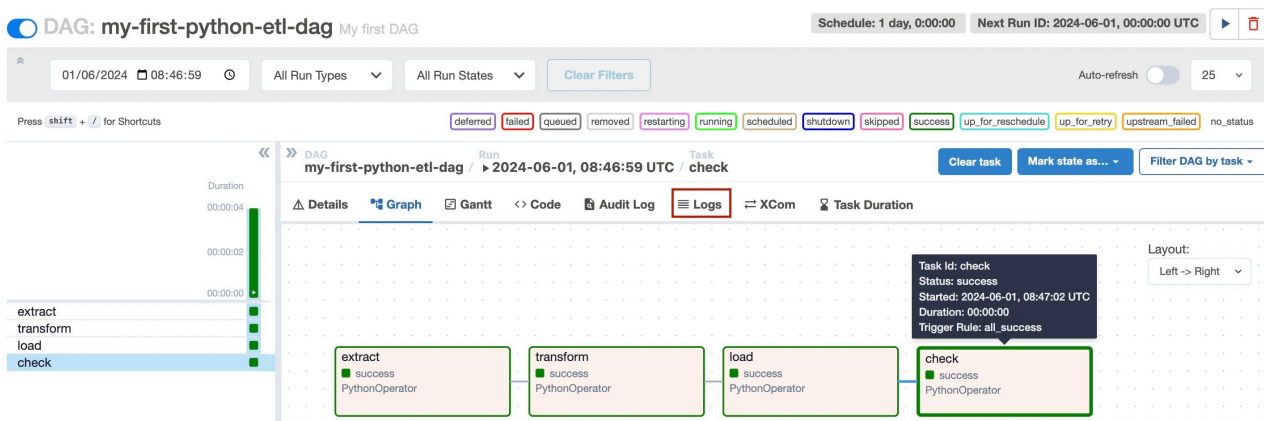 DAG: my-first-python-etl-dag My first DAG
Schedule: 1 day, 0:00:00 Next Run ID: 2024-06-01, 00:00:00 UTC
01/06/2024 08:46:59 All Run Types All Run States Clear Filters Auto-refresh 25
Press shift + / for Shortcuts
deferred failed queued removed restarting running scheduled shutdown skipped success up_for_reschedule up_for_retry upstream_failed no_status
Duration
00:00:04
00:00:02
00:00:00
extract
transform
load
check
DAG Run Task
my-first-python-etl-dag / 2024-06-01, 08:46:59 UTC / check
Clear task Mark state as... Filter DAG by task
Details Graph Gantt <> Code Audit Log Logs XCom Task Duration
Layout:
Left -> Right
Task Id: check
Status: success
Started: 2024-06-01, 08:47:02 UTC
Duration: 00:00:00
Trigger Rule: all_success
extract
success
PythonOperator
transform
success
PythonOperator
load
success
PythonOperator
check
success
PythonOperator